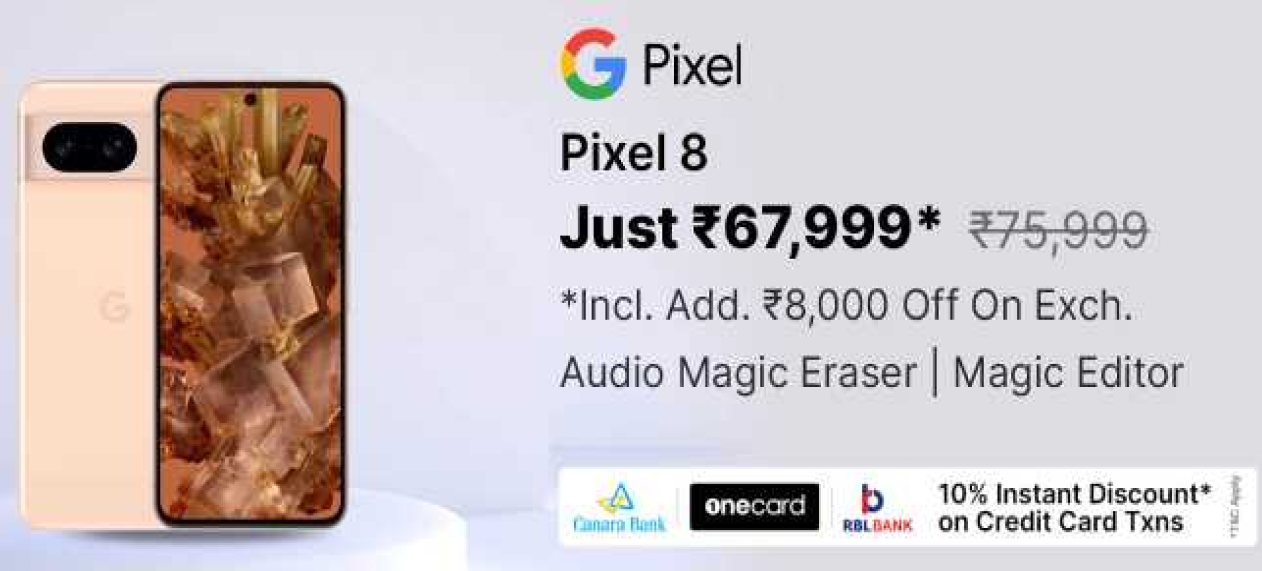 G Pixel
Pixel 8
Just ₹67,999* ₹75,999
*Incl. Add. ₹8,000 Off On Exch.
Audio Magic Eraser | Magic Editor
Canara Bank
onecard
RBL BANK
10% Instant Discount*
on Credit Card Txns
*T&C Apply